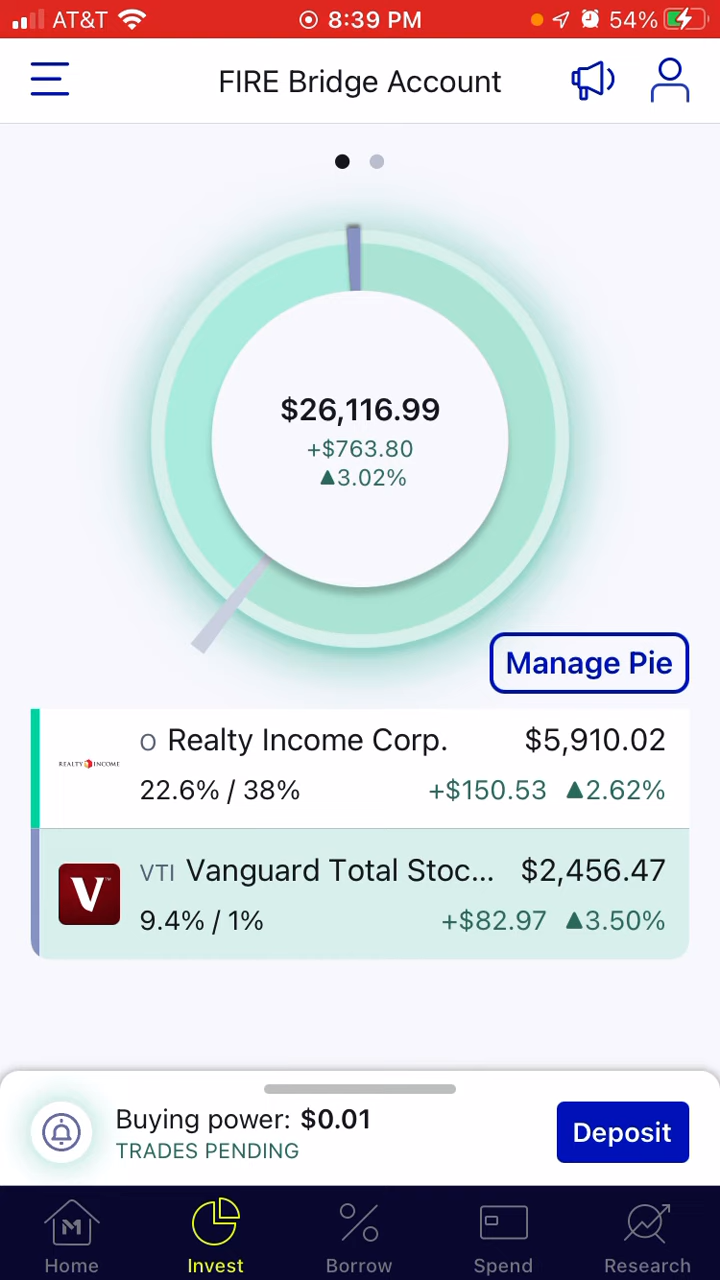 AT&T 8:39 PM 54%
FIRE Bridge Account
$26,116.99
+$763.80
▲3.02%
Manage Pie
REALTY INCOME
O Realty Income Corp. $5,910.02
22.6% / 38% +$150.53 ▲2.62%
V
VTI Vanguard Total Stoc... $2,456.47
9.4% / 1% +$82.97 ▲3.50%
Buying power: $0.01
TRADES PENDING
Deposit
M
Home Invest Borrow Spend Research